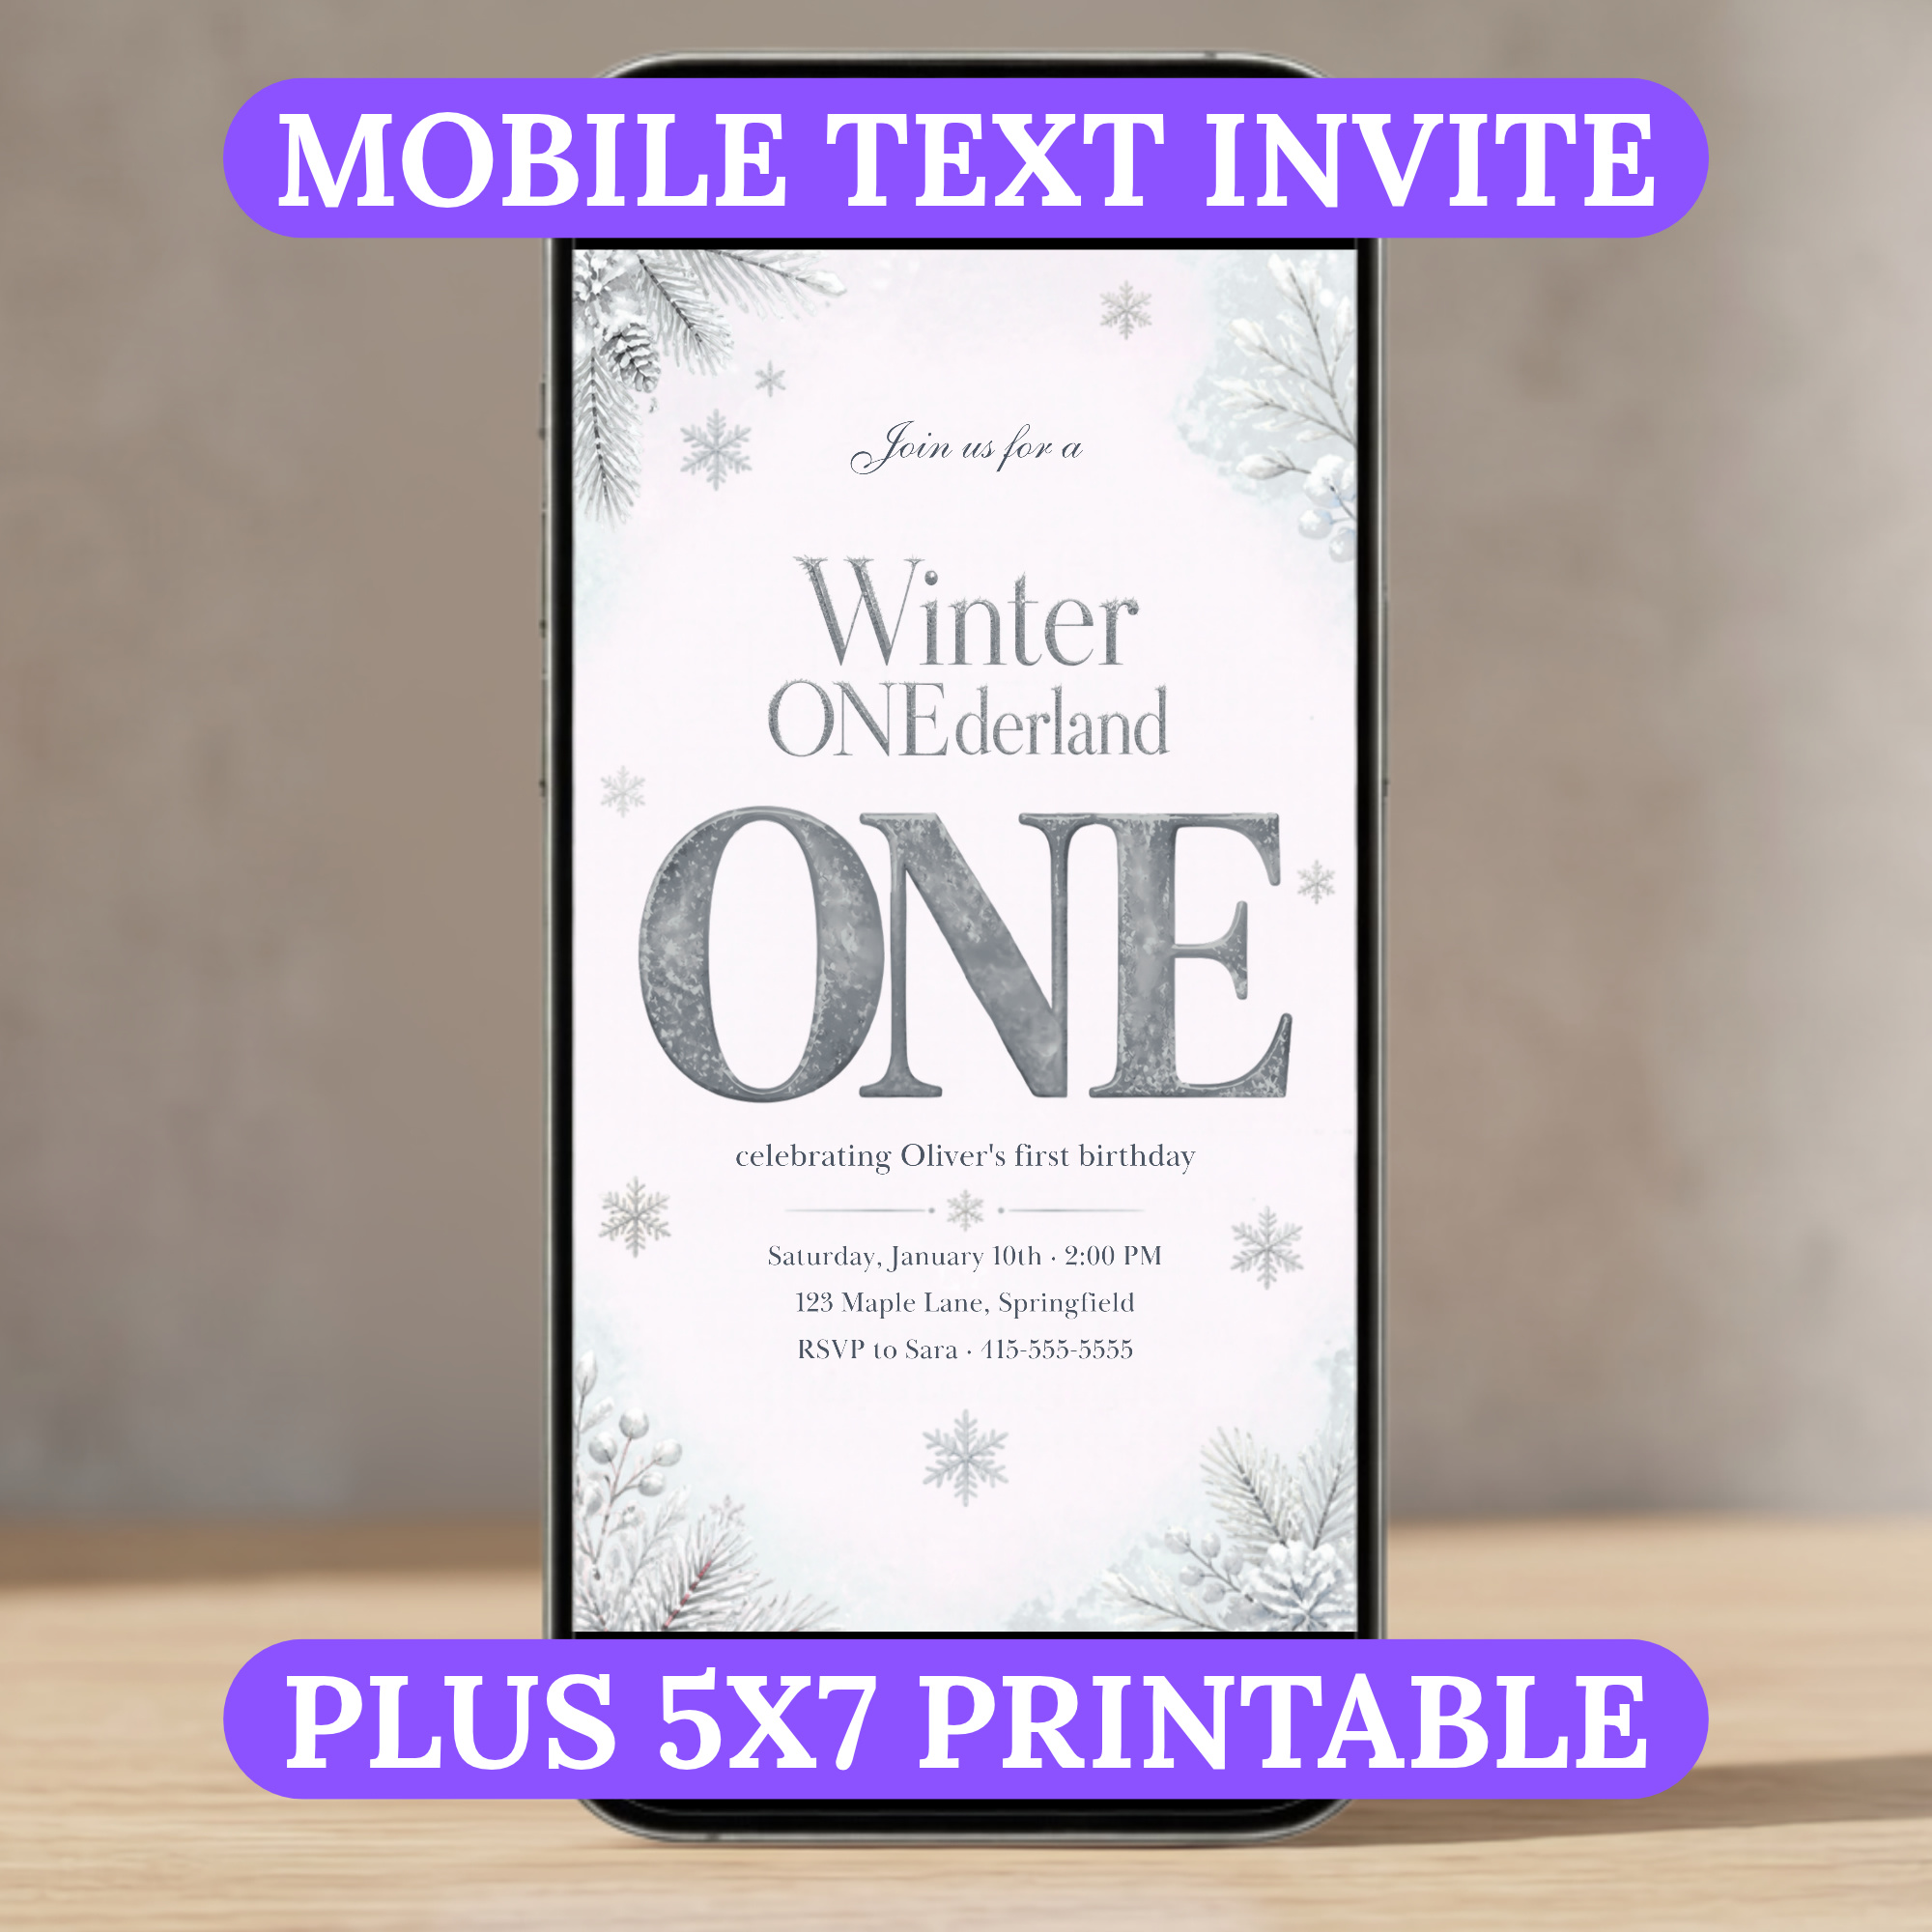 MOBILE TEXT INVITE
Join us for a
Winter
ONEderland
ONE
celebrating Oliver's first birthday
Saturday, January 10th · 2:00 PM
123 Maple Lane, Springfield
RSVP to Sara · 415-555-5555
PLUS 5X7 PRINTABLE